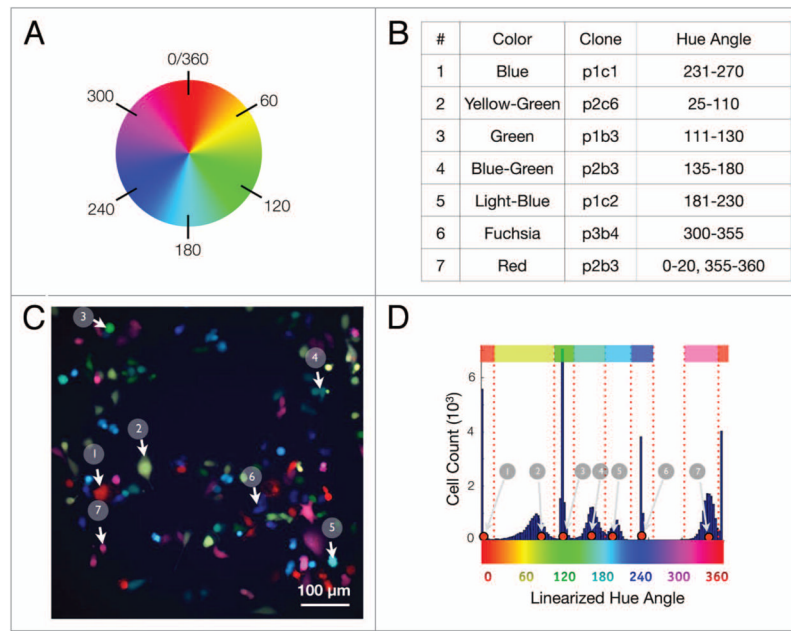 A
0/360
60
120
180
240
300
B
# Color Clone Hue Angle
1 Blue p1c1 231-270
2 Yellow-Green p2c6 25-110
3 Green p1b3 111-130
4 Blue-Green p2b3 135-180
5 Light-Blue p1c2 181-230
6 Fuchsia p3b4 300-355
7 Red p2b3 0-20, 355-360
C
3
4
2
1
6
7
5
100 μm
D
Cell Count (10³)
6
4
2
0
1 2 3 4 5 6 7
0 60 120 180 240 300 360
Linearized Hue Angle